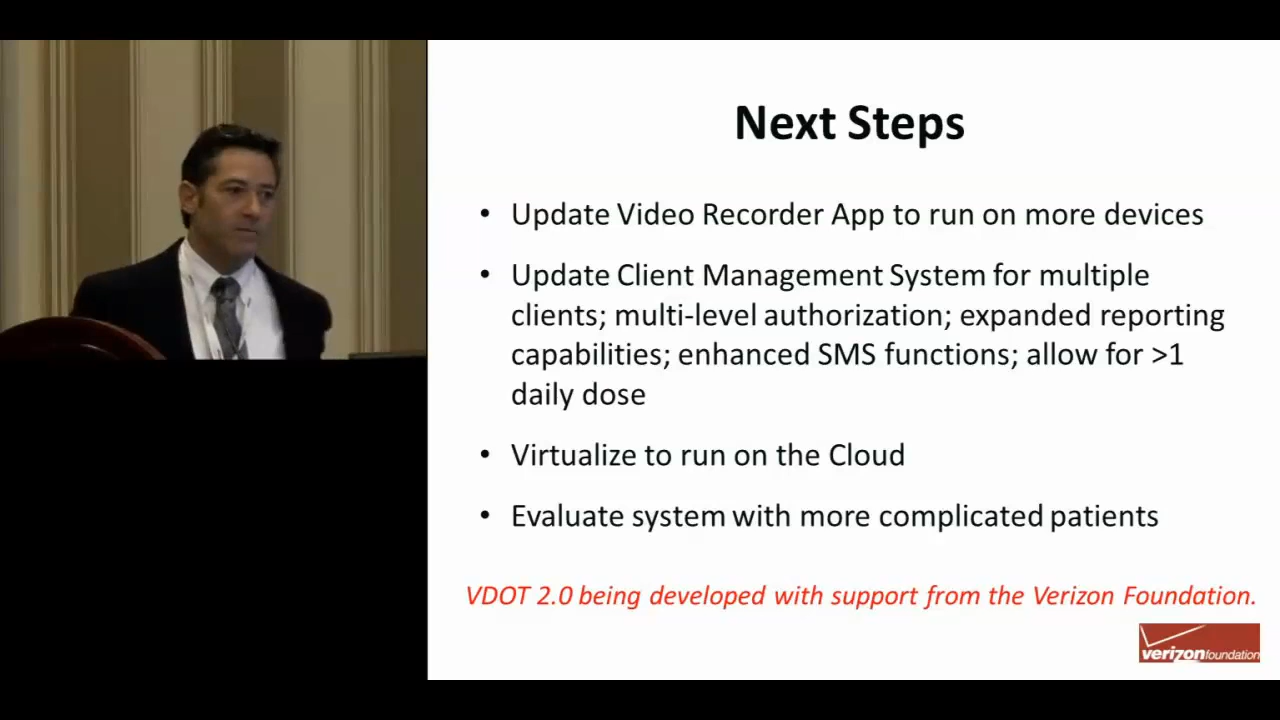 Next Steps
• Update Video Recorder App to run on more devices
• Update Client Management System for multiple
clients; multi-level authorization; expanded reporting
capabilities; enhanced SMS functions; allow for >1
daily dose
• Virtualize to run on the Cloud
• Evaluate system with more complicated patients
VDOT 2.0 being developed with support from the Verizon Foundation.
verizonfoundation